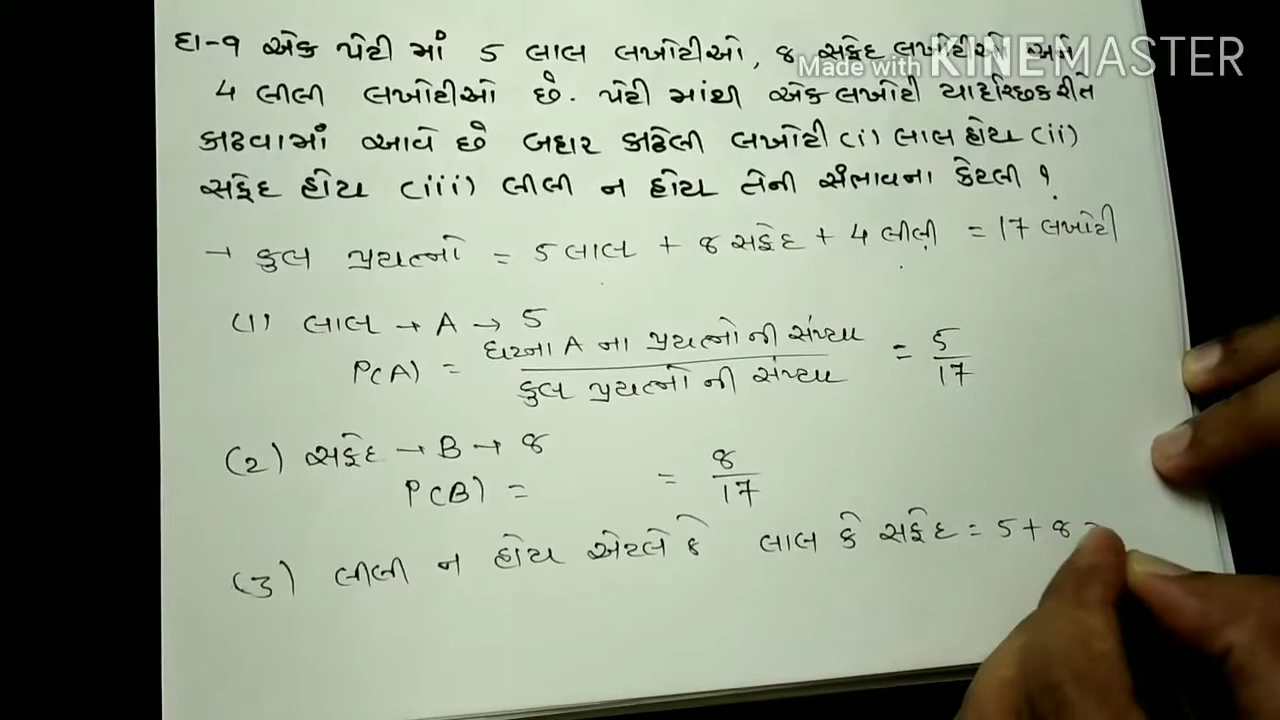 દા-૧ એક પેટી માં 5 લાલ લખોટીઓ, 8 સફેદ લખોટીઓ અને
Made with KINEMASTER
4 લીલી લખોટીઓ છે. પેટી માંથી એક લખોટી યાદૃચ્છિક રીતે
કાઢવામાં આવે છે બહાર કાઢેલી લખોટી (i) લાલ હોય (ii)
સફેદ હોય (iii) લીલી ન હોય તેની સંભાવના કેટલી ?
→ કુલ પ્રયત્નો = 5 લાલ + 8 સફેદ + 4 લીલી = 17 લખોટી
(1) લાલ → A → 5
P(A) = ઘટના A ના પ્રયત્નો ની સંખ્યા / કુલ પ્રયત્નો ની સંખ્યા = 5/17
(2) સફેદ → B → 8
P(B) = = 8/17
(3) લીલી ન હોય એટલે કે લાલ કે સફેદ = 5 + 8 =